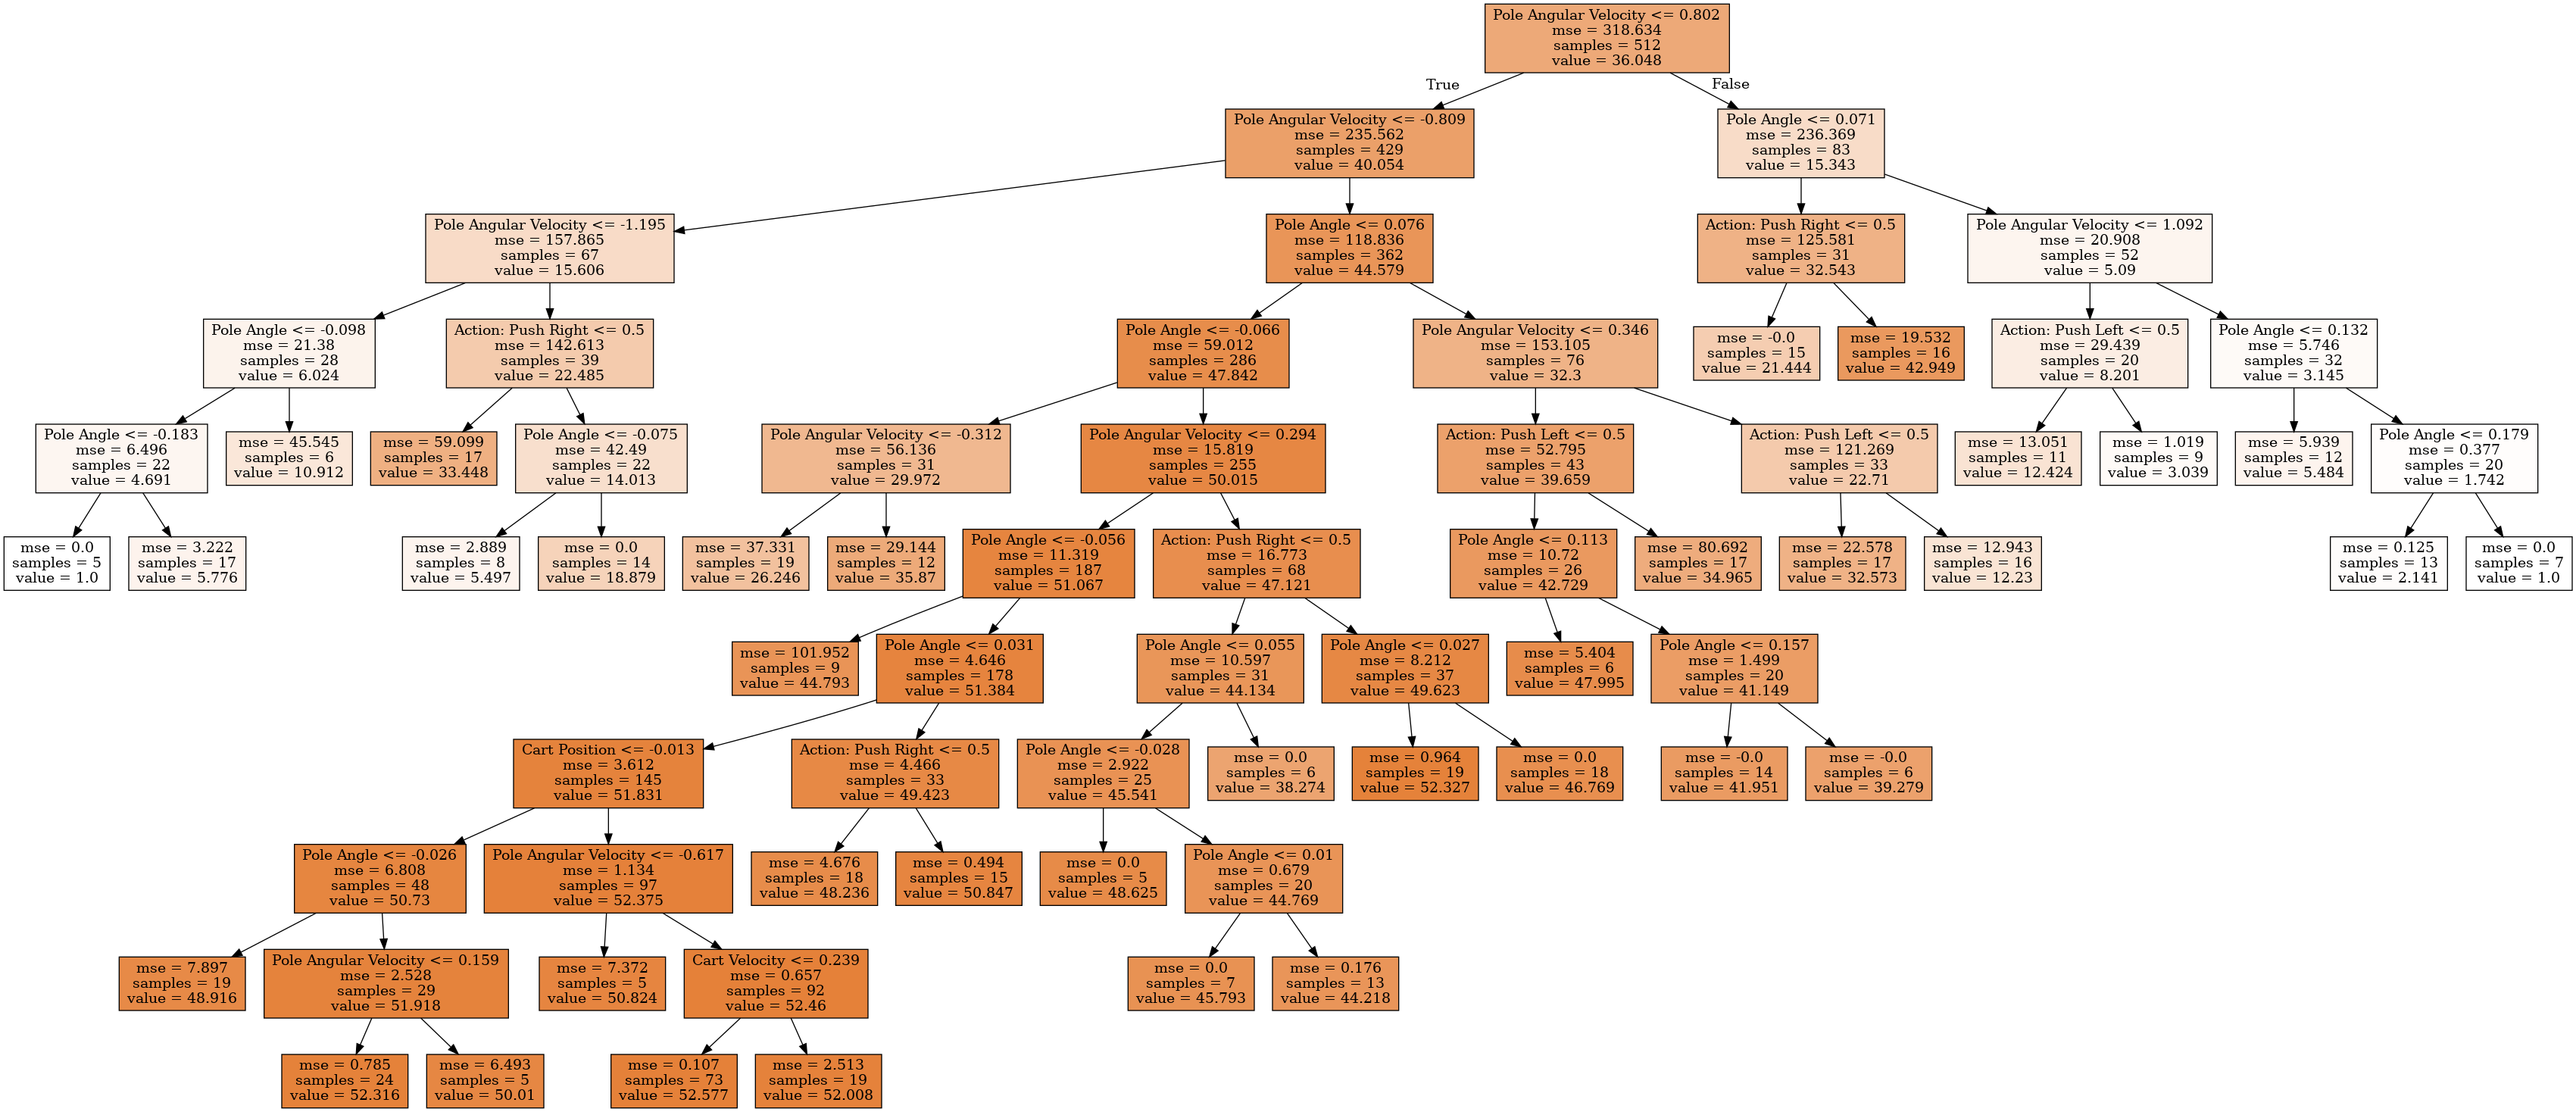 Pole Angular Velocity <= 0.802
mse = 318.634
samples = 512
value = 36.048
True
False
Pole Angular Velocity <= -0.809
mse = 235.562
samples = 429
value = 40.054
Pole Angle <= 0.071
mse = 236.369
samples = 83
value = 15.343
Pole Angular Velocity <= -1.195
mse = 157.865
samples = 67
value = 15.606
Pole Angle <= 0.076
mse = 118.836
samples = 362
value = 44.579
Action: Push Right <= 0.5
mse = 125.581
samples = 31
value = 32.543
Pole Angular Velocity <= 1.092
mse = 20.908
samples = 52
value = 5.09
Pole Angle <= -0.098
mse = 21.38
samples = 28
value = 6.024
Action: Push Right <= 0.5
mse = 142.613
samples = 39
value = 22.485
Pole Angle <= -0.066
mse = 59.012
samples = 286
value = 47.842
Pole Angular Velocity <= 0.346
mse = 153.105
samples = 76
value = 32.3
mse = -0.0
samples = 15
value = 21.444
mse = 19.532
samples = 16
value = 42.949
Action: Push Left <= 0.5
mse = 29.439
samples = 20
value = 8.201
Pole Angle <= 0.132
mse = 5.746
samples = 32
value = 3.145
Pole Angle <= -0.183
mse = 6.496
samples = 22
value = 4.691
mse = 45.545
samples = 6
value = 10.912
mse = 59.099
samples = 17
value = 33.448
Pole Angle <= -0.075
mse = 42.49
samples = 22
value = 14.013
Pole Angular Velocity <= -0.312
mse = 56.136
samples = 31
value = 29.972
Pole Angular Velocity <= 0.294
mse = 15.819
samples = 255
value = 50.015
Action: Push Left <= 0.5
mse = 52.795
samples = 43
value = 39.659
Action: Push Left <= 0.5
mse = 121.269
samples = 33
value = 22.71
mse = 13.051
samples = 11
value = 12.424
mse = 1.019
samples = 9
value = 3.039
mse = 5.939
samples = 12
value = 5.484
Pole Angle <= 0.179
mse = 0.377
samples = 20
value = 1.742
mse = 0.0
samples = 5
value = 1.0
mse = 3.222
samples = 17
value = 5.776
mse = 2.889
samples = 8
value = 5.497
mse = 0.0
samples = 14
value = 18.879
mse = 37.331
samples = 19
value = 26.246
mse = 29.144
samples = 12
value = 35.87
Pole Angle <= -0.056
mse = 11.319
samples = 187
value = 51.067
Action: Push Right <= 0.5
mse = 16.773
samples = 68
value = 47.121
Pole Angle <= 0.113
mse = 10.72
samples = 26
value = 42.729
mse = 80.692
samples = 17
value = 34.965
mse = 22.578
samples = 17
value = 32.573
mse = 12.943
samples = 16
value = 12.23
mse = 0.125
samples = 13
value = 2.141
mse = 0.0
samples = 7
value = 1.0
mse = 101.952
samples = 9
value = 44.793
Pole Angle <= 0.031
mse = 4.646
samples = 178
value = 51.384
Pole Angle <= 0.055
mse = 10.597
samples = 31
value = 44.134
Pole Angle <= 0.027
mse = 8.212
samples = 37
value = 49.623
mse = 5.404
samples = 6
value = 47.995
Pole Angle <= 0.157
mse = 1.499
samples = 20
value = 41.149
Cart Position <= -0.013
mse = 3.612
samples = 145
value = 51.831
Action: Push Right <= 0.5
mse = 4.466
samples = 33
value = 49.423
Pole Angle <= -0.028
mse = 2.922
samples = 25
value = 45.541
mse = 0.0
samples = 6
value = 38.274
mse = 0.964
samples = 19
value = 52.327
mse = 0.0
samples = 18
value = 46.769
mse = -0.0
samples = 14
value = 41.951
mse = -0.0
samples = 6
value = 39.279
Pole Angle <= -0.026
mse = 6.808
samples = 48
value = 50.73
Pole Angular Velocity <= -0.617
mse = 1.134
samples = 97
value = 52.375
mse = 4.676
samples = 18
value = 48.236
mse = 0.494
samples = 15
value = 50.847
mse = 0.0
samples = 5
value = 48.625
Pole Angle <= 0.01
mse = 0.679
samples = 20
value = 44.769
mse = 7.897
samples = 19
value = 48.916
Pole Angular Velocity <= 0.159
mse = 2.528
samples = 29
value = 51.918
mse = 7.372
samples = 5
value = 50.824
Cart Velocity <= 0.239
mse = 0.657
samples = 92
value = 52.46
mse = 0.0
samples = 7
value = 45.793
mse = 0.176
samples = 13
value = 44.218
mse = 0.785
samples = 24
value = 52.316
mse = 6.493
samples = 5
value = 50.01
mse = 0.107
samples = 73
value = 52.577
mse = 2.513
samples = 19
value = 52.008